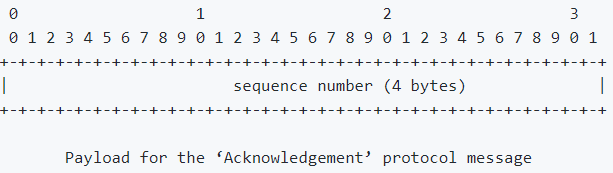 0                   1                   2                   3
 0 1 2 3 4 5 6 7 8 9 0 1 2 3 4 5 6 7 8 9 0 1 2 3 4 5 6 7 8 9 0 1
+-+-+-+-+-+-+-+-+-+-+-+-+-+-+-+-+-+-+-+-+-+-+-+-+-+-+-+-+-+-+-+-+
|                        sequence number (4 bytes)              |
+-+-+-+-+-+-+-+-+-+-+-+-+-+-+-+-+-+-+-+-+-+-+-+-+-+-+-+-+-+-+-+-+
Payload for the ‘Acknowledgement’ protocol message